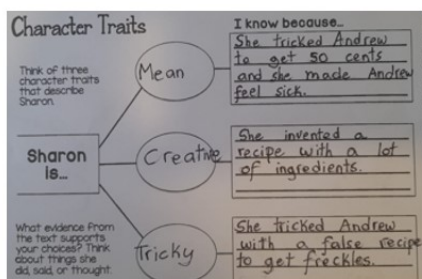 Character Traits
Think of three
character traits
that describe
Sharon.
Sharon
is...
What evidence from
the text supports
your choices? Think
about things she
did, said, or thought.
Mean
Creative
Tricky
I know because...
She tricked Andrew
to get 50 cents
and she made Andrew
feel sick.
She invented a
recipe with a lot
of ingredients.
She tricked Andrew
with a false recipe
to get freckles.